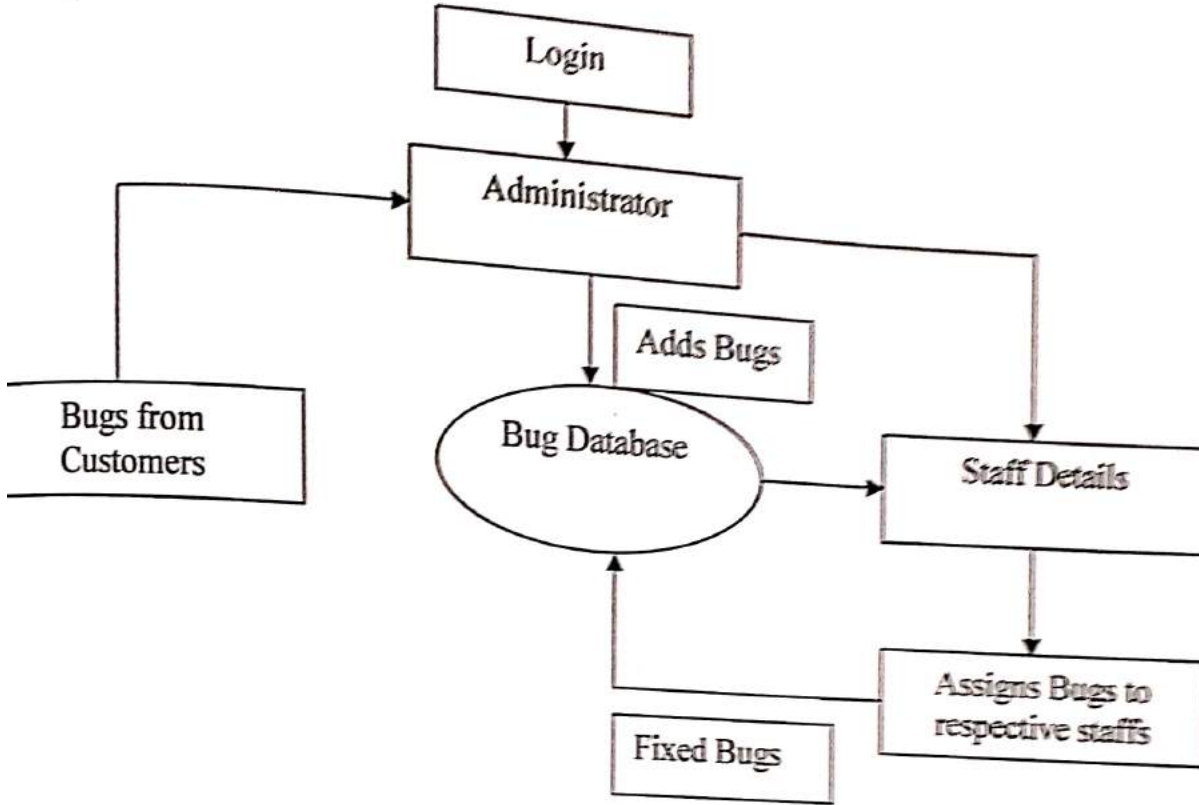 Login
Administrator
Adds Bugs
Bugs from
Customers
Bug Database
Staff Details
Assigns Bugs to
respective staffs
Fixed Bugs